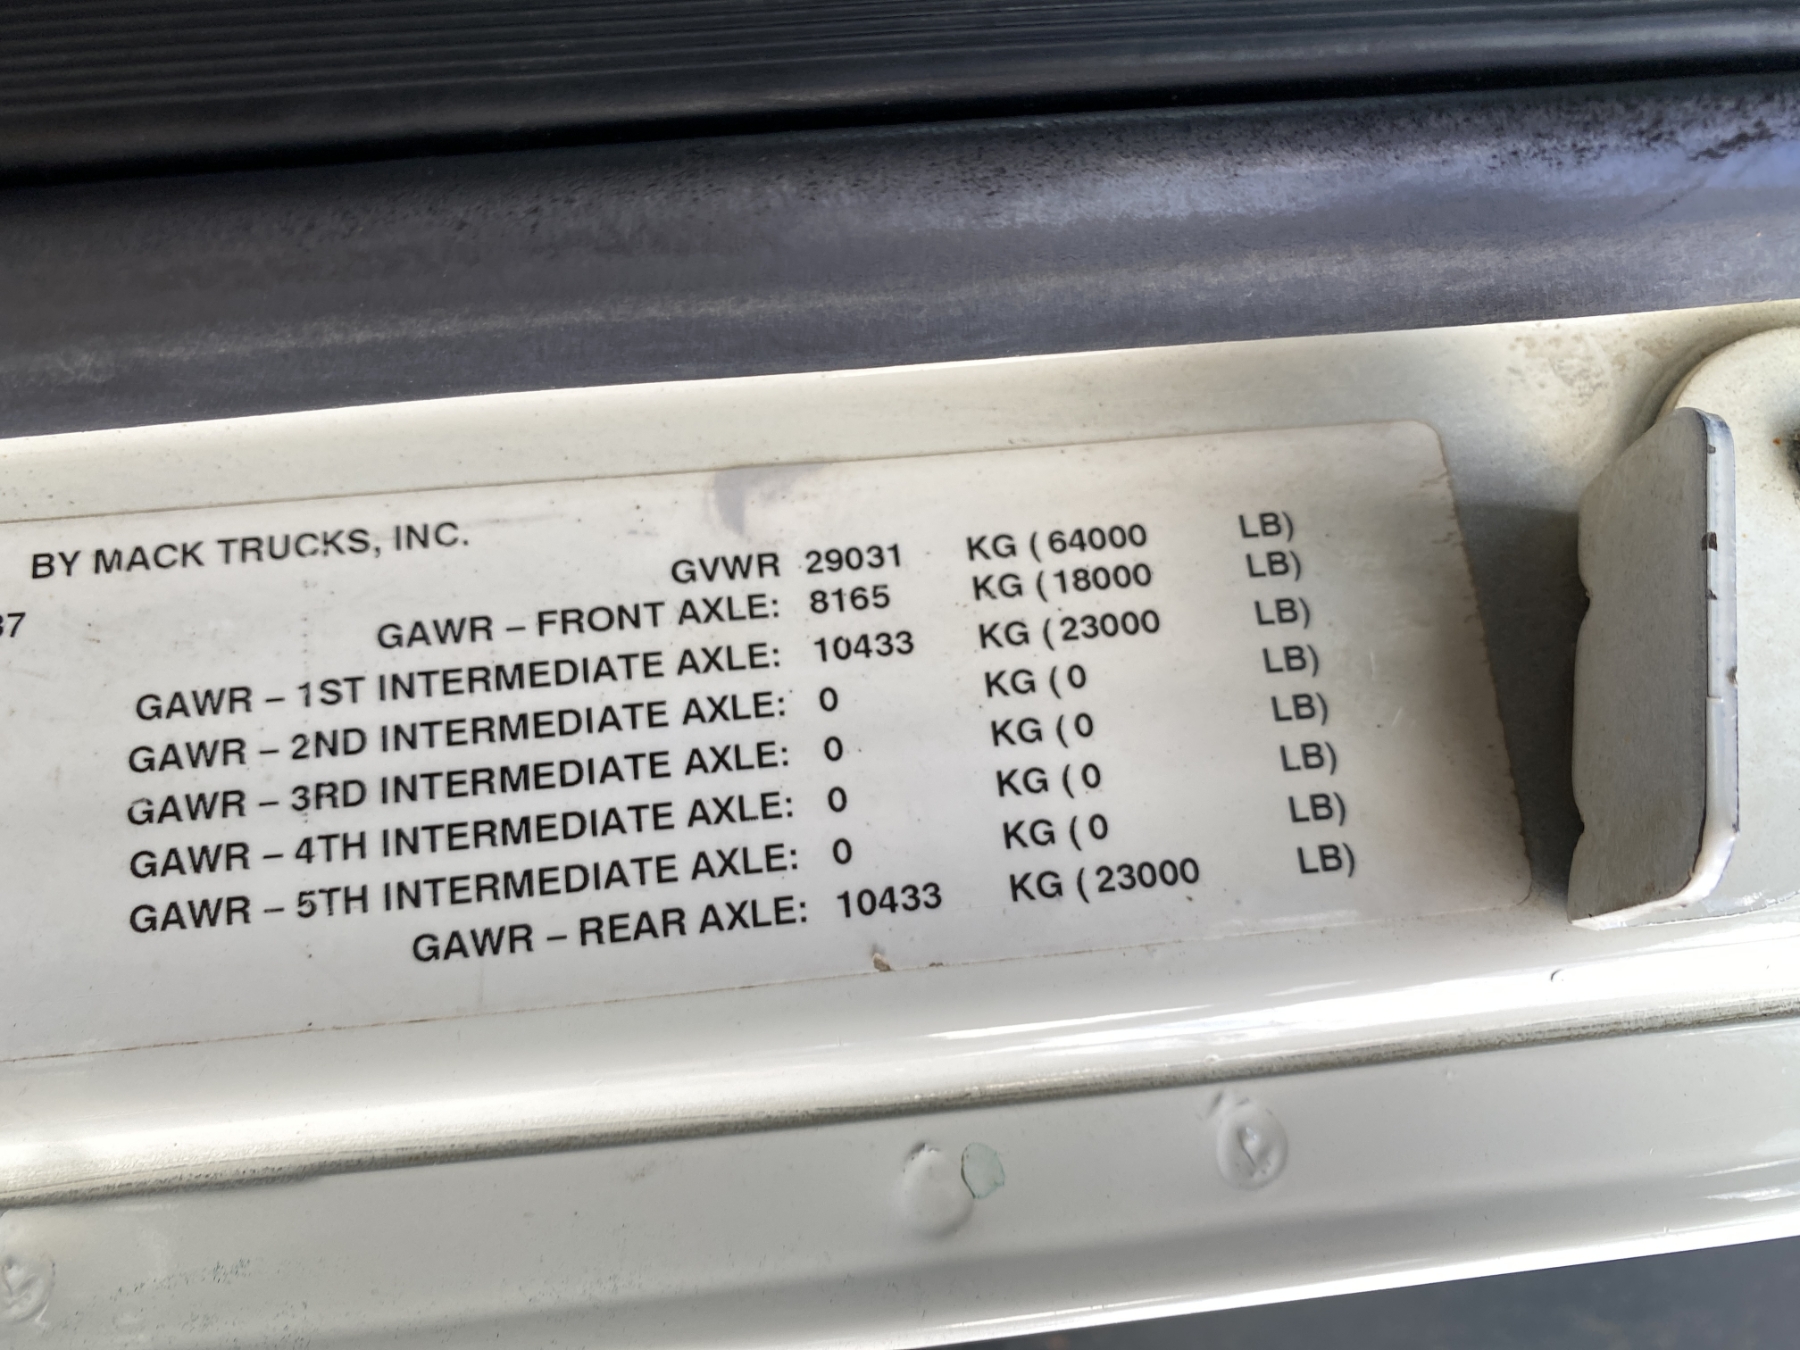 BY MACK TRUCKS, INC.
GVWR 29031 KG (64000 LB)
37
GAWR – FRONT AXLE: 8165 KG (18000 LB)
GAWR – 1ST INTERMEDIATE AXLE: 10433 KG (23000 LB)
GAWR – 2ND INTERMEDIATE AXLE: 0 KG (0 LB)
GAWR – 3RD INTERMEDIATE AXLE: 0 KG (0 LB)
GAWR – 4TH INTERMEDIATE AXLE: 0 KG (0 LB)
GAWR – 5TH INTERMEDIATE AXLE: 0 KG (0 LB)
GAWR – REAR AXLE: 10433 KG (23000 LB)